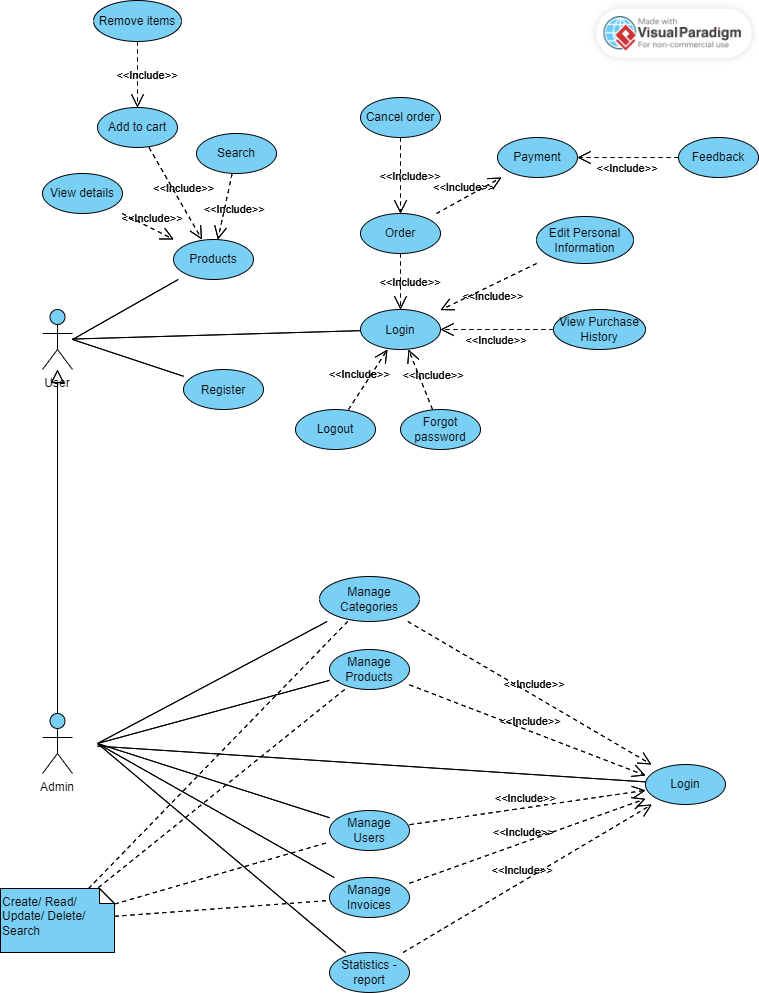 Remove items
Made with
VisualParadigm
For non-commercial use
<<Include>>
Add to cart
Cancel order
Search
Payment
<<Include>>
Feedback
View details
<<Include>>
<<Include>>
<<Include>>
<<Include>>
<<Include>>
<<Include>>
Products
Order
Edit Personal
Information
<<Include>>
<<Include>>
Login
View Purchase
History
<<Include>>
User
Register
<<Include>>
<<Include>>
Logout
Forgot
password
Manage
Categories
Manage
Products
<<Include>>
<<Include>>
Admin
Login
Manage
Users
<<Include>>
<<Include>>
<<Include>>
Manage
Invoices
Create/ Read/
Update/ Delete/
Search
Statistics -
report